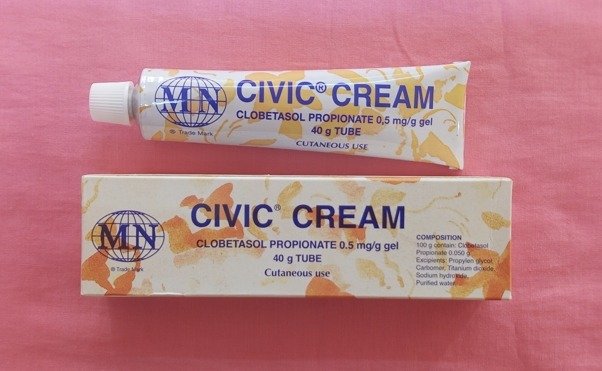 MN
® Trade Mark
CIVIC® CREAM
CLOBETASOL PROPIONATE 0,5 mg/g gel
40 g TUBE
CUTANEOUS USE
MN
® Trade Mark
CIVIC® CREAM
CLOBETASOL PROPIONATE 0.5 mg/g gel
40 g TUBE
Cutaneous use
COMPOSITION
100 g contain: Clobetasol
Propionate 0.050 g.
Excipients: Propylen glycol,
Carbomer, Titanium dioxide,
Sodium hydroxide,
Purified water.